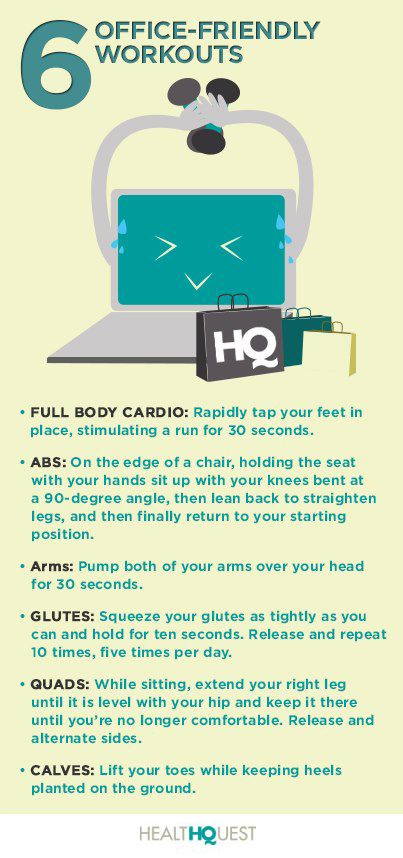 6 OFFICE-FRIENDLY
WORKOUTS
HQ
• FULL BODY CARDIO: Rapidly tap your feet in
place, stimulating a run for 30 seconds.
• ABS: On the edge of a chair, holding the seat
with your hands sit up with your knees bent at
a 90-degree angle, then lean back to straighten
legs, and then finally return to your starting
position.
• Arms: Pump both of your arms over your head
for 30 seconds.
• GLUTES: Squeeze your glutes as tightly as you
can and hold for ten seconds. Release and repeat
10 times, five times per day.
• QUADS: While sitting, extend your right leg
until it is level with your hip and keep it there
until you're no longer comfortable. Release and
alternate sides.
• CALVES: Lift your toes while keeping heels
planted on the ground.
HEALTHQUEST